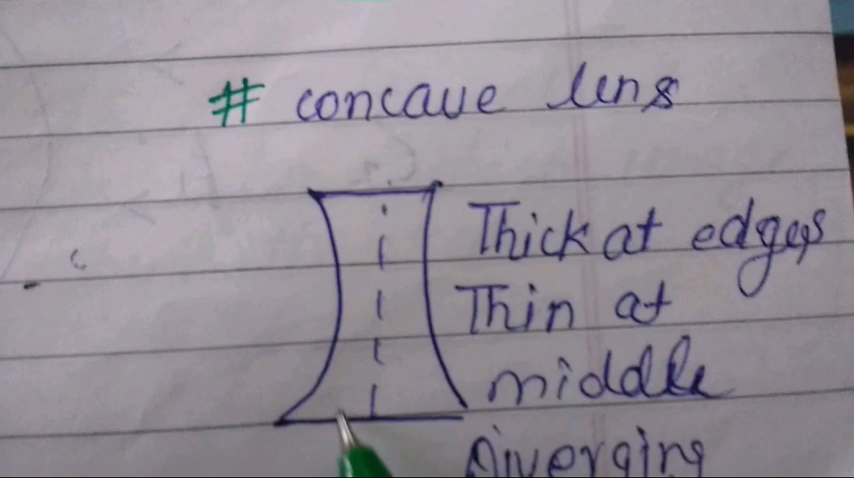 # concave lens
Thick at edges
Thin at
middle
Diverging